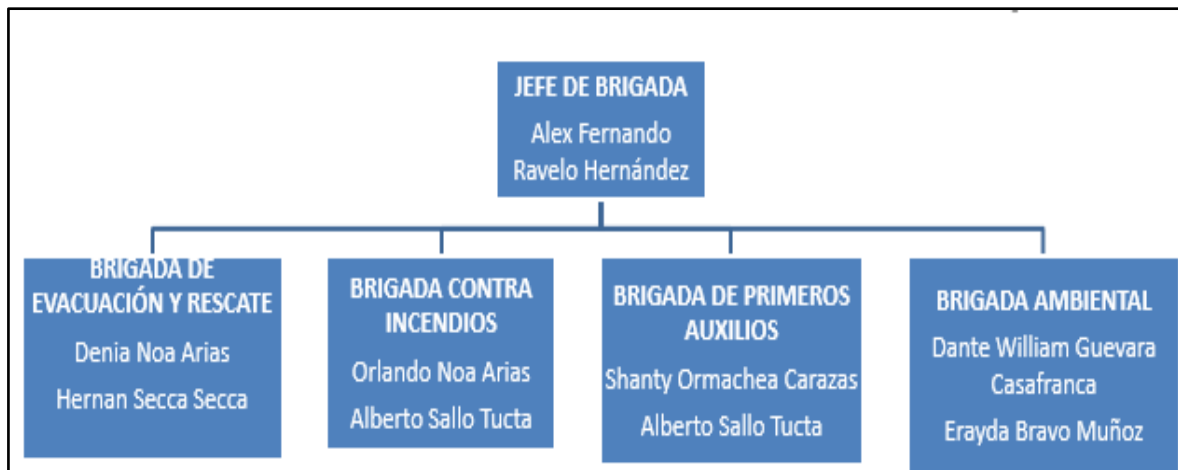 JEFE DE BRIGADA
Alex Fernando
Ravelo Hernández
BRIGADA DE
EVACUACIÓN Y RESCATE
Denia Noa Arias
Hernan Secca Secca
BRIGADA CONTRA
INCENDIOS
Orlando Noa Arias
Alberto Sallo Tucta
BRIGADA DE PRIMEROS
AUXILIOS
Shanty Ormachea Carazas
Alberto Sallo Tucta
BRIGADA AMBIENTAL
Dante William Guevara
Casafranca
Erayda Bravo Muñoz